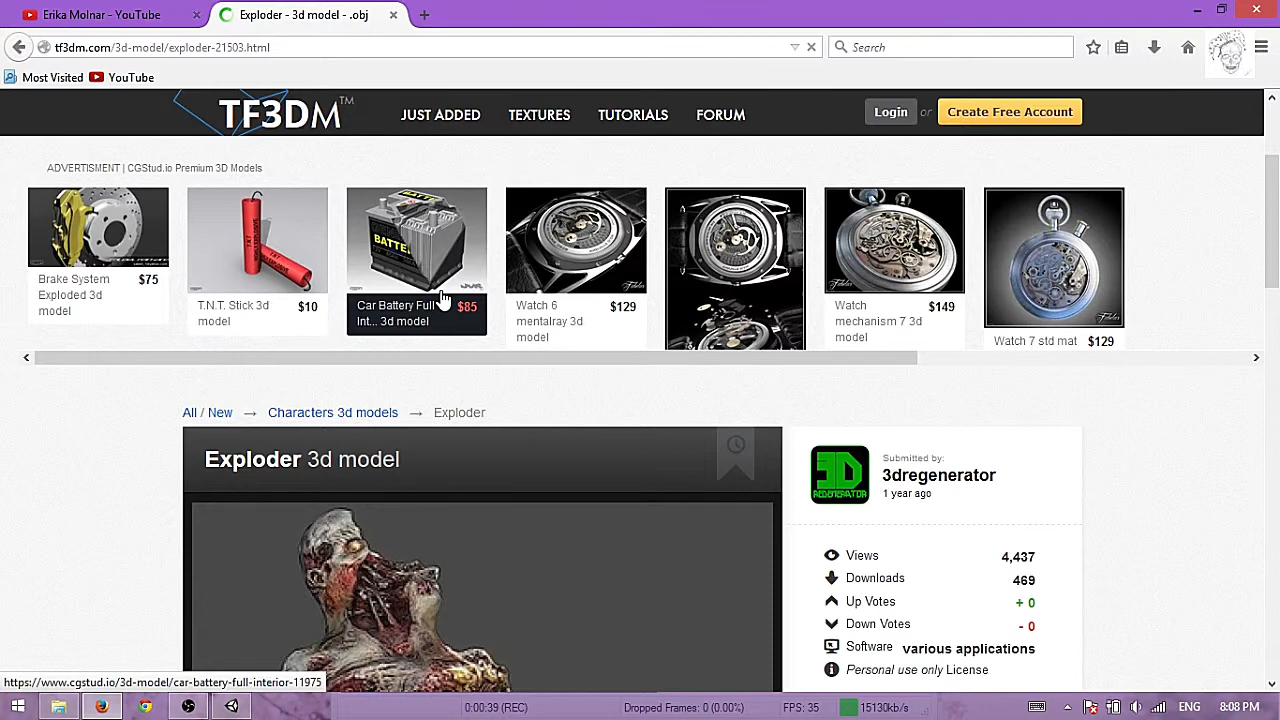 Erika Molnar - YouTube
Exploder - 3d model - .obj
tf3dm.com/3d-model/exploder-21503.html
Search
Most Visited
YouTube
TF3DM™
JUST ADDED
TEXTURES
TUTORIALS
FORUM
Login or Create Free Account
ADVERTISMENT | CGStud.io Premium 3D Models
Brake System Exploded 3d model $75
T.N.T. Stick 3d model $10
BATTE
Car Battery Full Int... 3d model $85
Watch 6 mentalray 3d model $129
Watch mechanism 7 3d model $149
Watch 7 std mat $129
All / New → Characters 3d models → Exploder
Exploder 3d model
3D
REGENERATOR
Submitted by:
3dregenerator
1 year ago
Views 4,437
Downloads 469
Up Votes + 0
Down Votes - 0
Software various applications
Personal use only License
https://www.cgstud.io/3d-model/car-battery-full-interior-11975
0:00:39 (REC)
Dropped Frames: 0 (0.00%)
FPS: 35
15130kb/s
ENG
8:08 PM